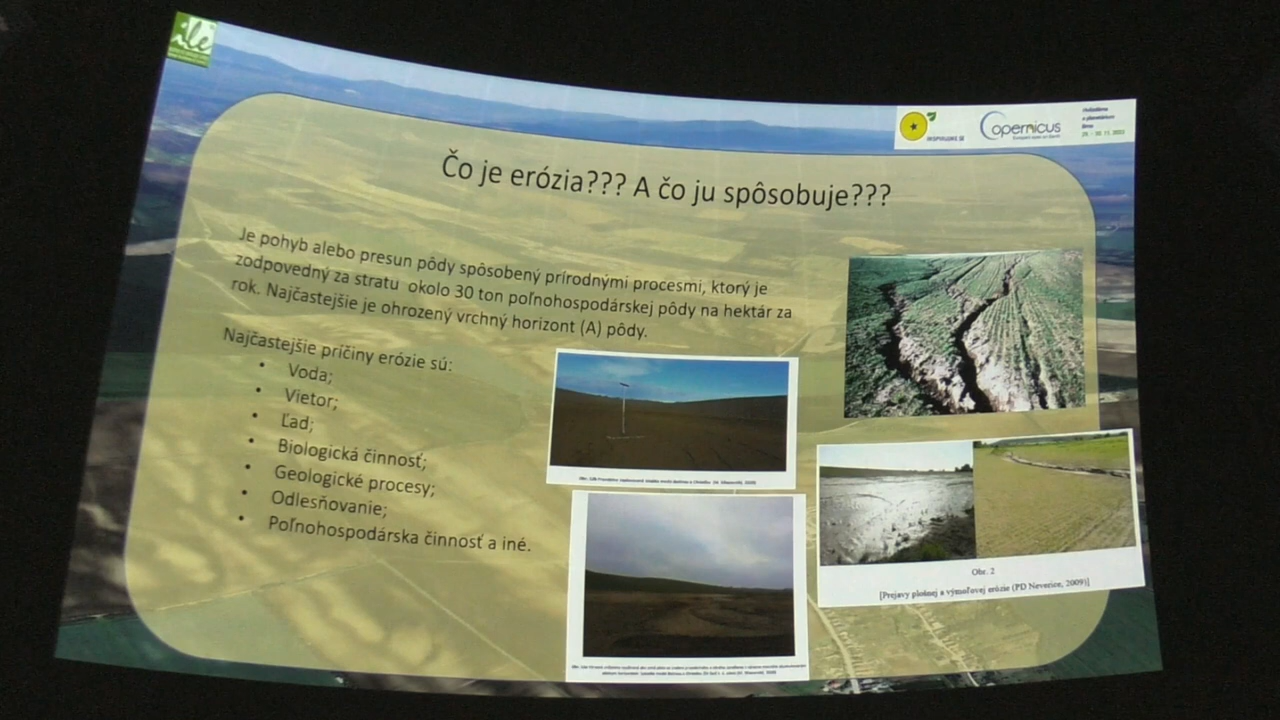 ile
Copernicus
Čo je erózia??? A čo ju spôsobuje???
Je pohyb alebo presun pôdy spôsobený prírodnými procesmi, ktorý je
zodpovedný za stratu okolo 30 ton poľnohospodárskej pôdy na hektár za
rok. Najčastejšie je ohrozený vrchný horizont (A) pôdy.
Najčastejšie príčiny erózie sú:
• Voda;
• Vietor;
• Ľad;
• Biologická činnosť;
• Geologické procesy;
• Odlesňovanie;
• Poľnohospodárska činnosť a iné.
Obr. 2
[Prejavy plošnej a výmoľovej erózie (PD Neverice, 2009)]